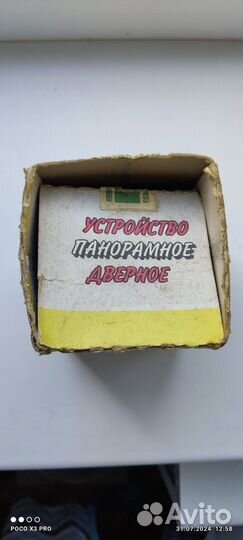 УСТРОЙСТВО
ПАНОРАМНОЕ
ДВЕРНОЕ
POCO X3 PRO
31.07.2024 12:58
Avito